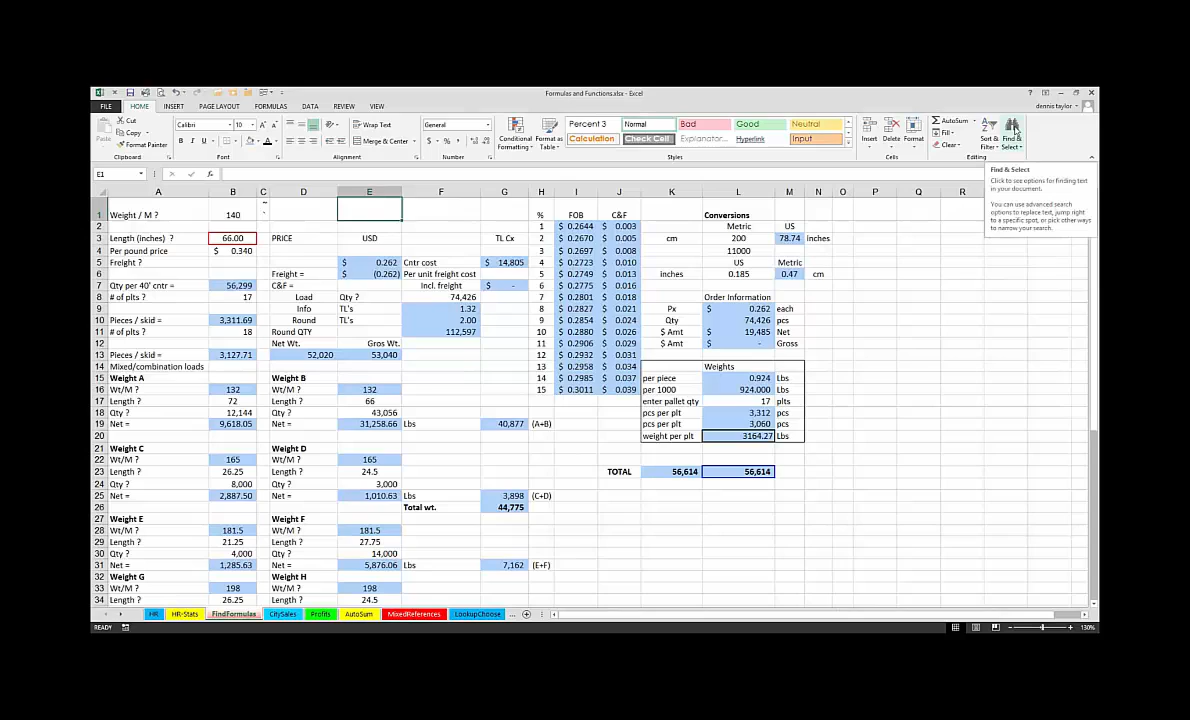 Formulas and Functions.xlsx - Excel
FILE HOME INSERT PAGE LAYOUT FORMULAS DATA REVIEW VIEW dennis taylor
Cut
Copy
Format Painter
Paste
Calibri 10
B I U
Wrap Text
Merge & Center
General
$ % ,
Conditional Formatting
Format as Table
Percent 3 Normal Bad Good Neutral
Calculation Check Cell Explanatory... Hyperlink Input
Insert Delete Format
AutoSum
Fill
Clear
Sort & Filter
Find & Select
Clipboard Font Alignment Number Styles Cells Editing
E1 fx
Find & Select
Click to see options for finding text
in your document.
You can use advanced search
options to replace text, jump right
to a specific spot, or pick other ways
to narrow your search.
A B C D E F G H I J K L M N O P Q R
1 Weight / M ? 140 ~ ` % FOB C&F Conversions
2 1 $ 0.2644 $ 0.003 Metric US
3 Length (inches) ? 66.00 PRICE USD TL Cx 2 $ 0.2670 $ 0.005 cm 200 78.74 inches
4 Per pound price $ 0.340 3 $ 0.2697 $ 0.008 11000
5 Freight ? $ 0.262 Cntr cost $ 14,805 4 $ 0.2723 $ 0.010 US Metric
6 Freight = $ (0.262) Per unit freight cost 5 $ 0.2749 $ 0.013 inches 0.185 0.47 cm
7 Qty per 40' cntr = 56,299 C&F = Incl. freight $ - 6 $ 0.2775 $ 0.016
8 # of plts ? 17 Load Qty ? 74,426 7 $ 0.2801 $ 0.018 Order Information
9 Info TL's 1.32 8 $ 0.2827 $ 0.021 Px $ 0.262 each
10 Pieces / skid = 3,311.69 Round TL's 2.00 9 $ 0.2854 $ 0.024 Qty 74,426 pcs
11 # of plts ? 18 Round QTY 112,597 10 $ 0.2880 $ 0.026 $ Amt $ 19,485 Net
12 Net Wt. Gross Wt. 11 $ 0.2906 $ 0.029 $ Amt $ - Gross
13 Pieces / skid = 3,127.71 52,020 53,040 12 $ 0.2932 $ 0.031
14 Mixed/combination loads 13 $ 0.2958 $ 0.034 Weights
15 Weight A Weight B 14 $ 0.2985 $ 0.037 per piece 0.924 Lbs
16 Wt/M ? 132 Wt/M ? 132 15 $ 0.3011 $ 0.039 per 1000 924.000 Lbs
17 Length ? 72 Length ? 66 enter pallet qty 17 plts
18 Qty ? 12,144 Qty ? 43,056 pcs per plt 3,312 pcs
19 Net = 9,618.05 Net = 31,258.66 Lbs 40,877 (A+B) pcs per plt 3,060 pcs
20 weight per plt 3164.27 Lbs
21 Weight C Weight D
22 Wt/M ? 165 Wt/M ? 165
23 Length ? 26.25 Length ? 24.5 TOTAL 56,614 56,614
24 Qty ? 8,000 Qty ? 3,000
25 Net = 2,887.50 Net = 1,010.63 Lbs 3,898 (C+D)
26 Total wt. 44,775
27 Weight E Weight F
28 Wt/M ? 181.5 Wt/M ? 181.5
29 Length ? 21.25 Length ? 27.75
30 Qty ? 4,000 Qty ? 14,000
31 Net = 1,285.63 Net = 5,876.06 Lbs 7,162 (E+F)
32 Weight G Weight H
33 Wt/M ? 198 Wt/M ? 198
34 Length ? 26.25 Length ? 24.5
HR HR-Stats FindFormulas CitySales Profits AutoSum MixedReferences LookupChoose ...
READY 130%